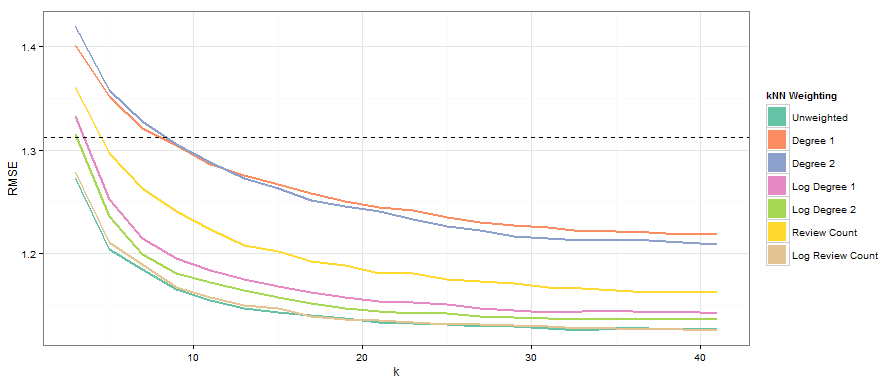 1.4
1.3
1.2
RMSE
10
20
30
40
k
kNN Weighting
Unweighted
Degree 1
Degree 2
Log Degree 1
Log Degree 2
Review Count
Log Review Count